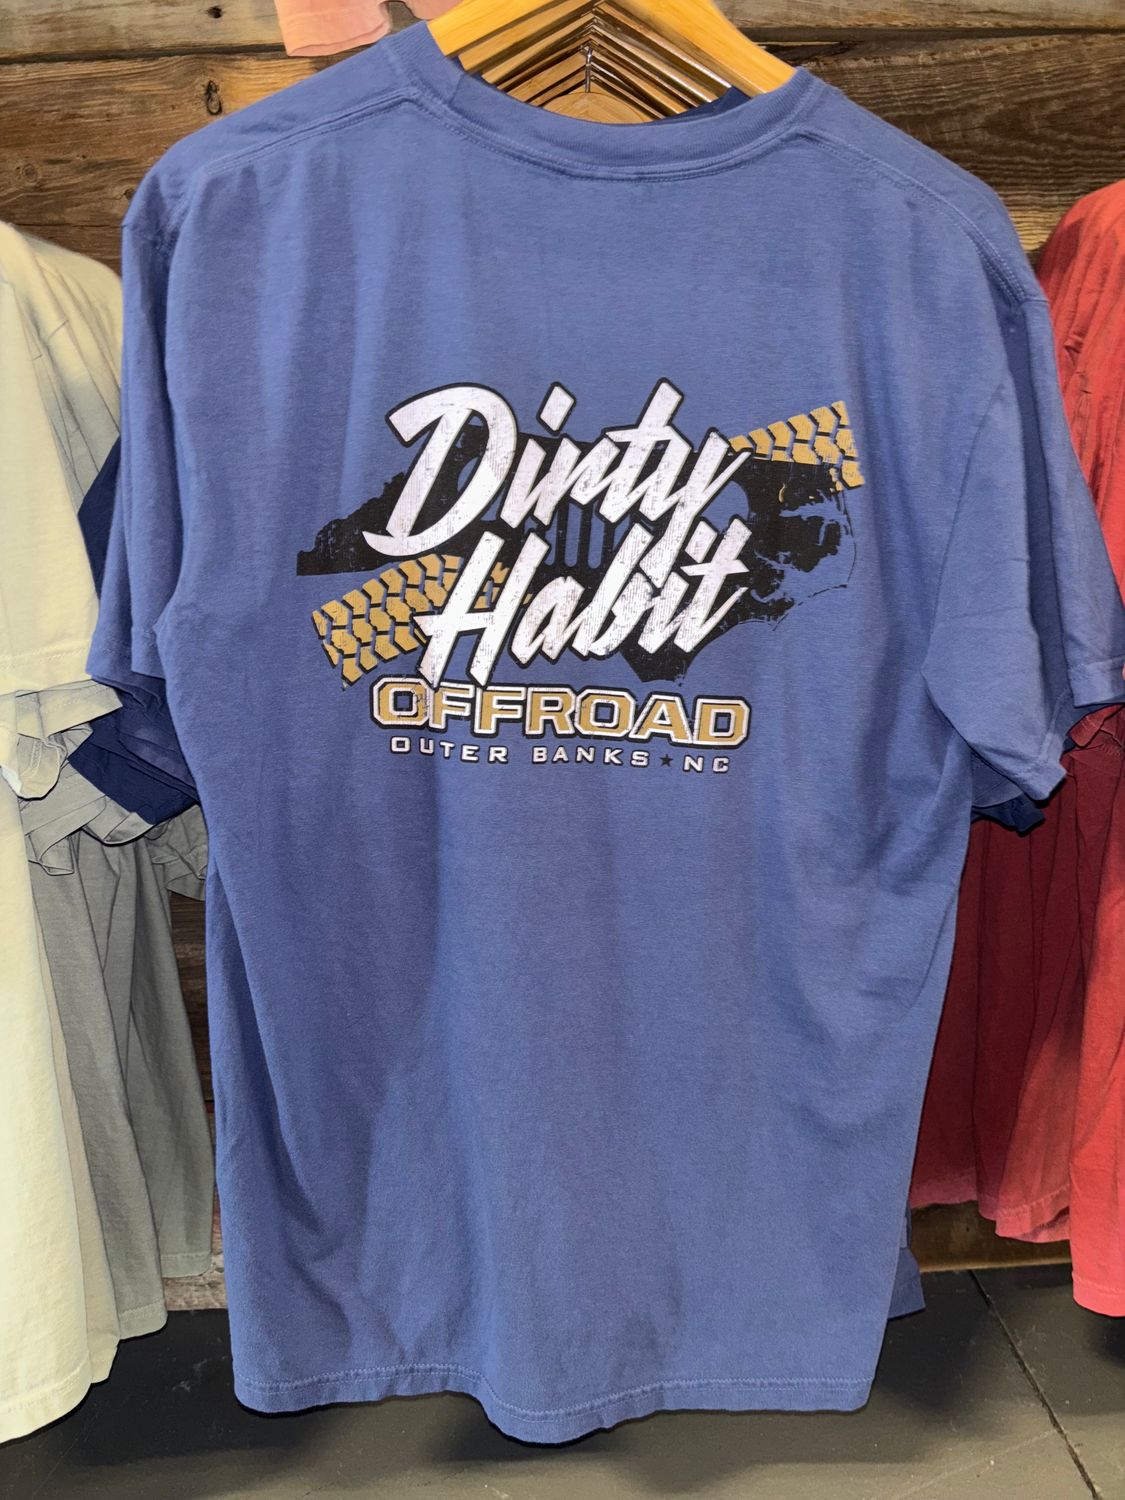 Dirty
Habit
OFFROAD
OUTER BANKS★NC